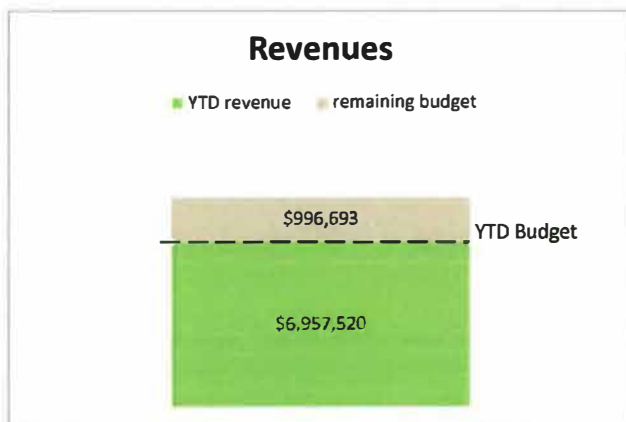 Revenues
YTD revenue remaining budget
$996,693
YTD Budget
$6,957,520